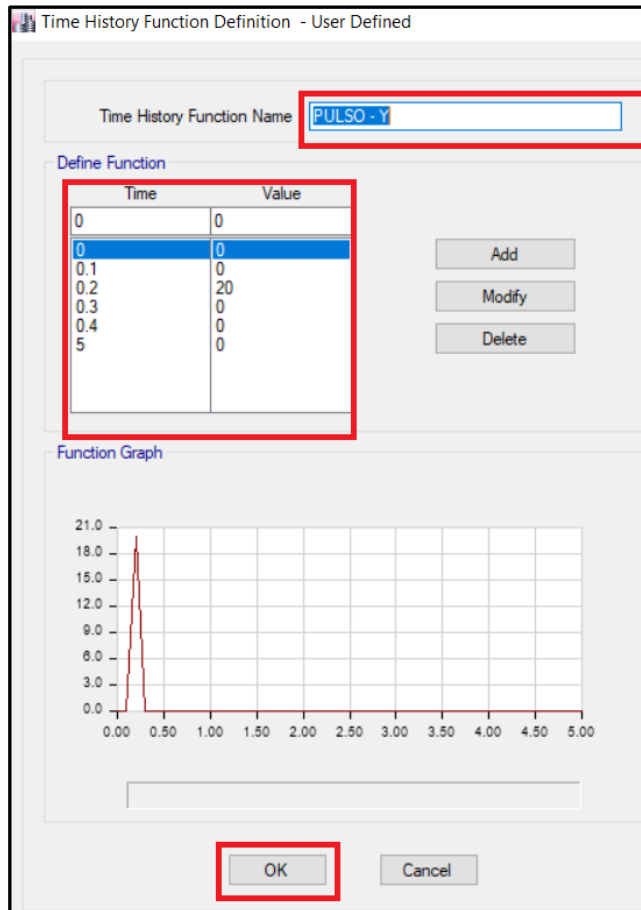 Time History Function Definition - User Defined
Time History Function Name PULSO - Y
Define Function
Time Value
0 0
0 0
0.1 0
0.2 20
0.3 0
0.4 0
5 0
Add
Modify
Delete
Function Graph
21.0
18.0
15.0
12.0
9.0
6.0
3.0
0.0
0.00 0.50 1.00 1.50 2.00 2.50 3.00 3.50 4.00 4.50 5.00
OK Cancel